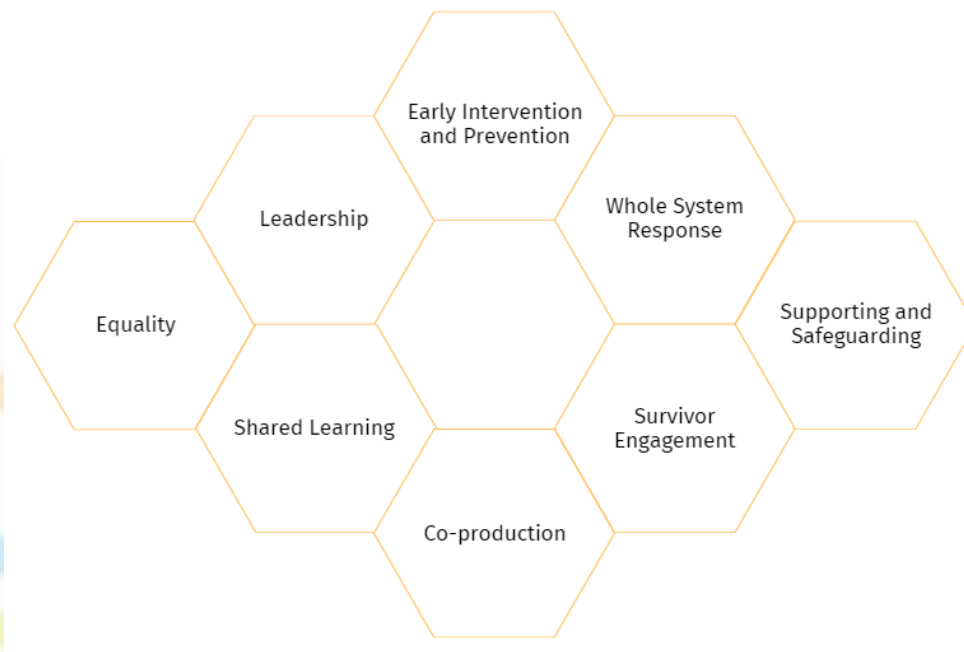 Early Intervention
and Prevention
Leadership
Whole System
Response
Equality
Supporting and
Safeguarding
Shared Learning
Survivor
Engagement
Co-production